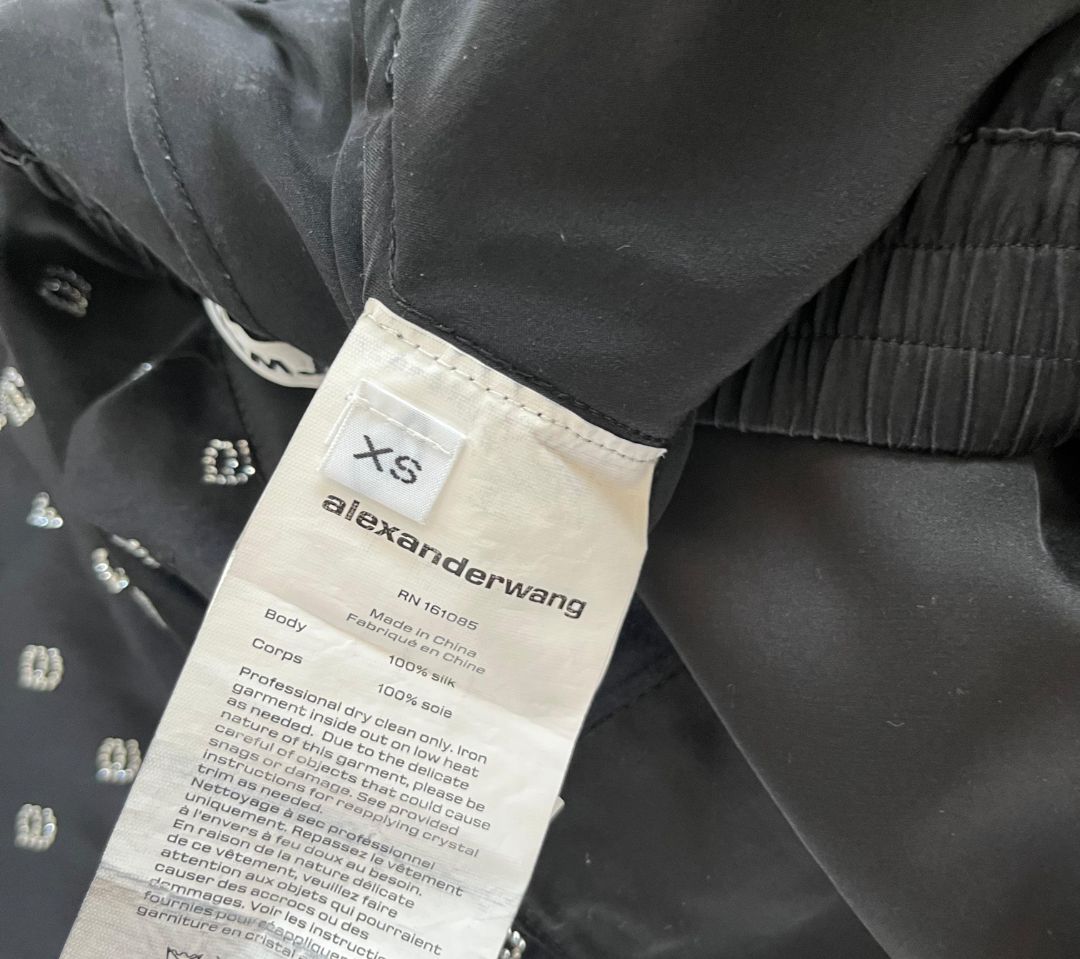 XS
alexanderwang
RN 161085
Made in China
Fabriqué en Chine
Body
100% silk
Corps
100% soie
Professional dry clean only. Iron
garment inside out on low heat
as needed. Due to the delicate
nature of this garment, please be
careful of objects that could cause
snags or damage. See provided
instructions for reapplying crystal
trim as needed.
Nettoyage à sec professionnel
uniquement. Repassez le vêtement
à l'envers à feu doux au besoin.
En raison de la nature délicate
de ce vêtement, veuillez faire
attention aux objets qui pourraient
causer des accrocs ou des
dommages. Voir les instructio
fournies pour réappliquer
garniture en cristal